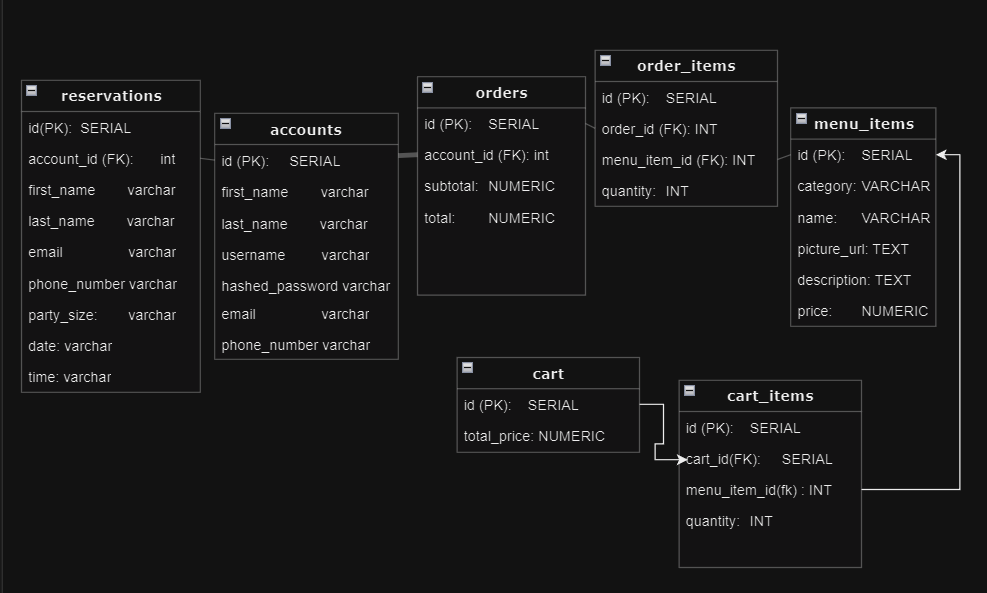 reservations
id(PK): SERIAL
account_id (FK): int
first_name varchar
last_name varchar
email varchar
phone_number varchar
party_size: varchar
date: varchar
time: varchar
accounts
id (PK): SERIAL
first_name varchar
last_name varchar
username varchar
hashed_password varchar
email varchar
phone_number varchar
orders
id (PK): SERIAL
account_id (FK): int
subtotal: NUMERIC
total: NUMERIC
order_items
id (PK): SERIAL
order_id (FK): INT
menu_item_id (FK): INT
quantity: INT
menu_items
id (PK): SERIAL
category: VARCHAR
name: VARCHAR
picture_url: TEXT
description: TEXT
price: NUMERIC
cart
id (PK): SERIAL
total_price: NUMERIC
cart_items
id (PK): SERIAL
cart_id(FK): SERIAL
menu_item_id(fk) : INT
quantity: INT